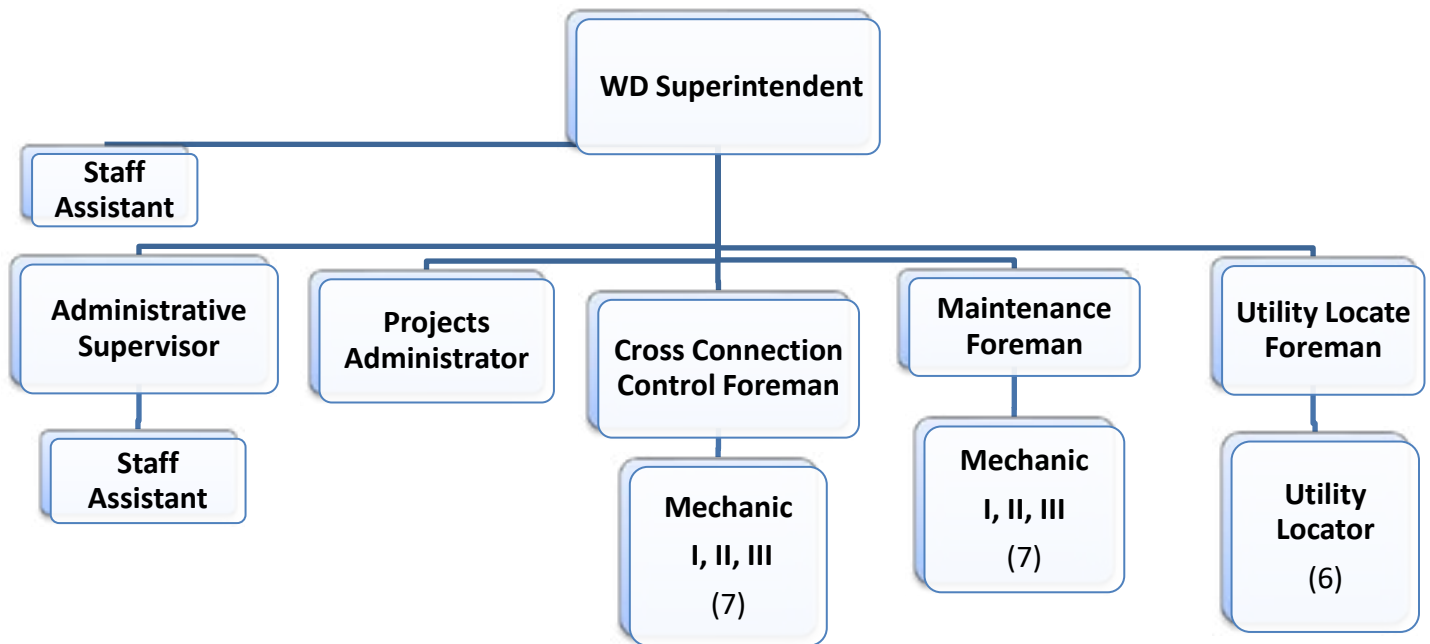 WD Superintendent
Staff
Assistant
Administrative
Supervisor
Projects
Administrator
Cross Connection
Control Foreman
Maintenance
Foreman
Utility Locate
Foreman
Staff
Assistant
Mechanic
I, II, III
(7)
Mechanic
I, II, III
(7)
Utility
Locator
(6)